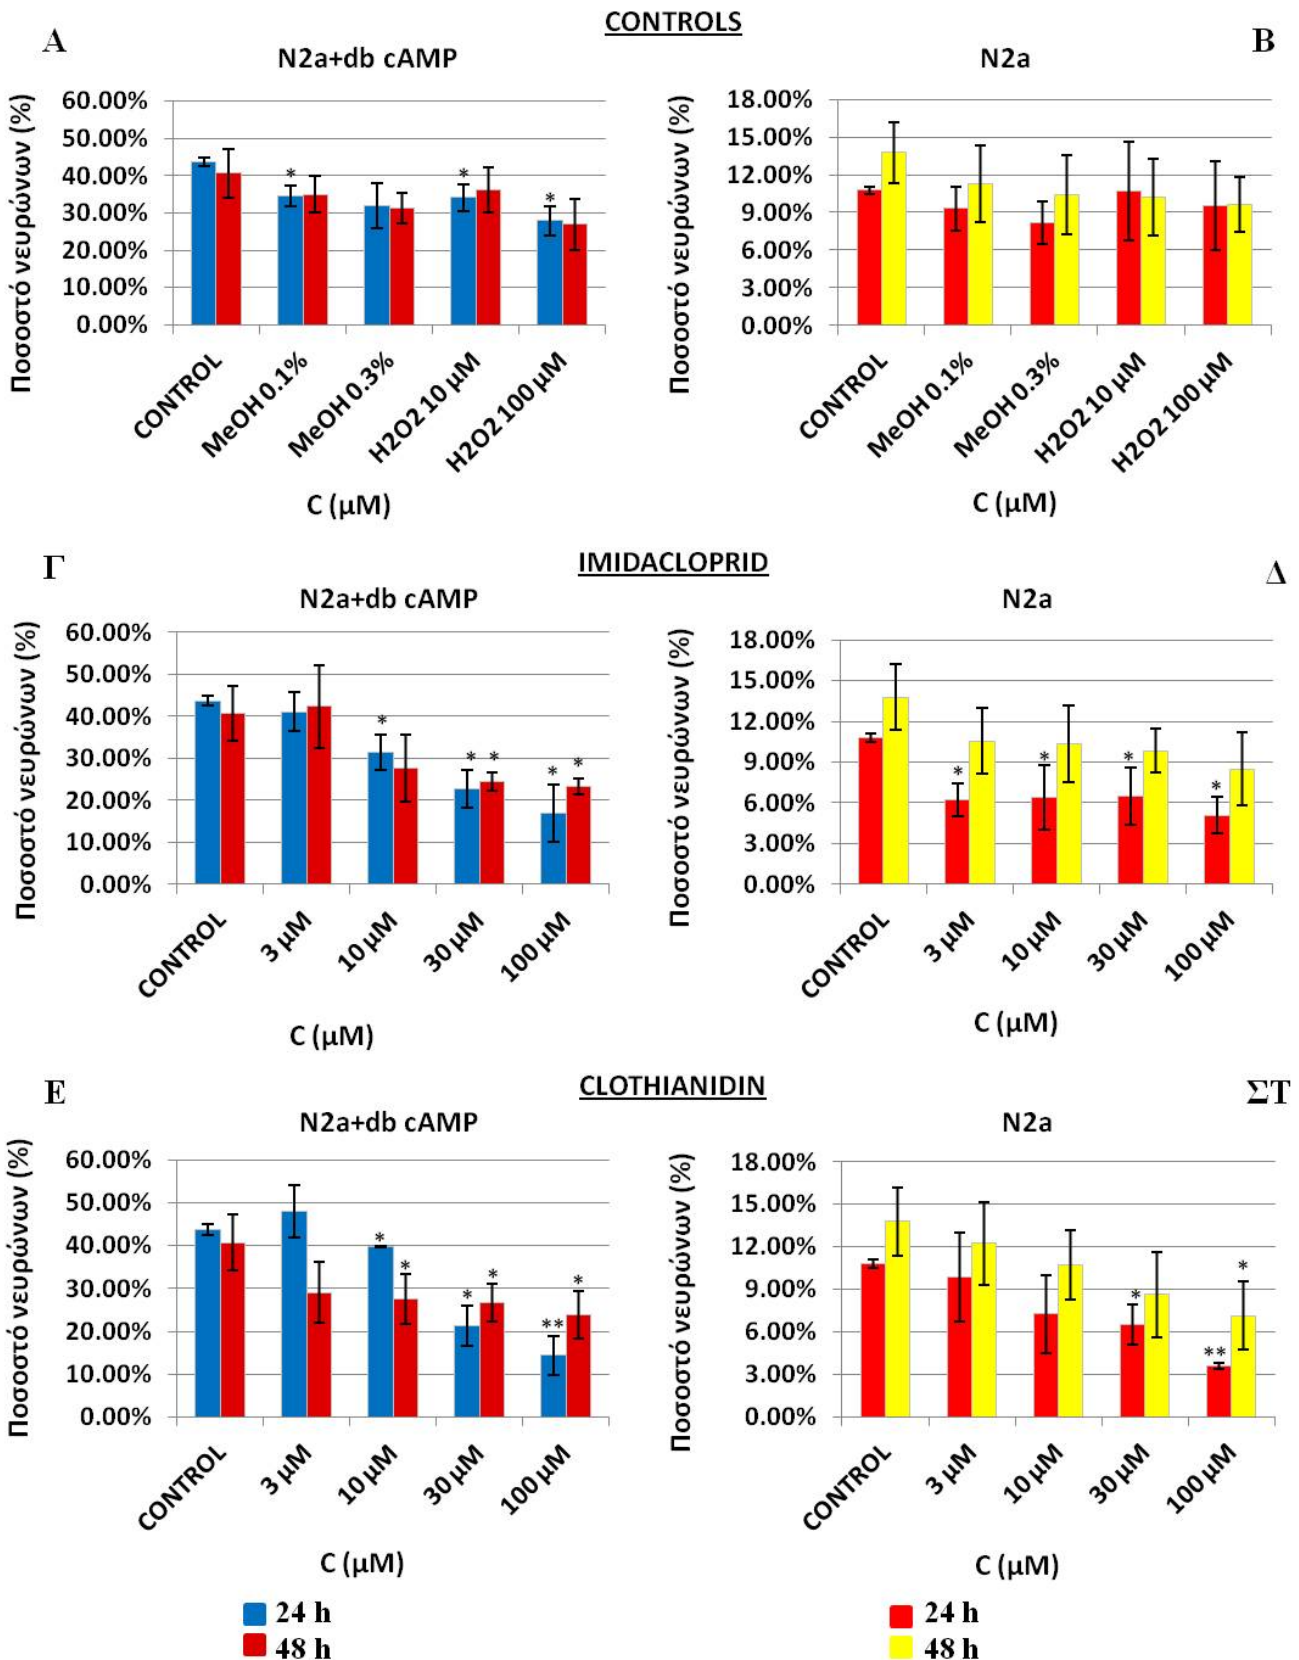 CONTROLS
A
B
N2a+db cAMP
N2a
Ποσοστό νευρώνων (%)
60.00%
50.00%
40.00%
30.00%
20.00%
10.00%
0.00%
*
*
*
CONTROL
MeOH 0.1%
MeOH 0.3%
H2O2 10 μM
H2O2 100 μM
C (μM)
Ποσοστό νευρώνων (%)
18.00%
15.00%
12.00%
9.00%
6.00%
3.00%
0.00%
CONTROL
MeOH 0.1%
MeOH 0.3%
H2O2 10 μM
H2O2 100 μM
C (μM)
IMIDACLOPRID
Γ
Δ
N2a+db cAMP
N2a
Ποσοστό νευρώνων (%)
60.00%
50.00%
40.00%
30.00%
20.00%
10.00%
0.00%
*
* *
* *
CONTROL
3 μM
10 μM
30 μM
100 μM
C (μM)
Ποσοστό νευρώνων (%)
18.00%
15.00%
12.00%
9.00%
6.00%
3.00%
0.00%
*
*
*
*
CONTROL
3 μM
10 μM
30 μM
100 μM
C (μM)
CLOTHIANIDIN
E
ΣΤ
N2a+db cAMP
N2a
Ποσοστό νευρώνων (%)
60.00%
50.00%
40.00%
30.00%
20.00%
10.00%
0.00%
*
*
*
*
**
*
CONTROL
3 μM
10 μM
30 μM
100 μM
C (μM)
Ποσοστό νευρώνων (%)
18.00%
15.00%
12.00%
9.00%
6.00%
3.00%
0.00%
*
**
*
CONTROL
3 μM
10 μM
30 μM
100 μM
C (μM)
24 h
48 h
24 h
48 h